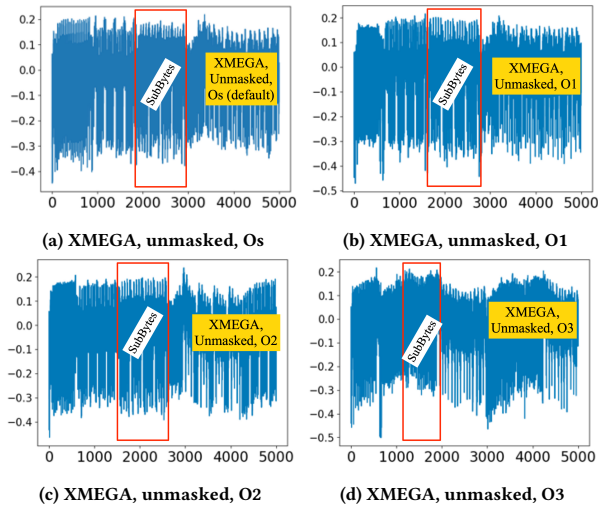 0.2
0.1
0.0
−0.1
−0.2
−0.3
−0.4
SubBytes
XMEGA,
Unmasked,
Os (default)
0 1000 2000 3000 4000 5000
(a) XMEGA, unmasked, Os
0.2
0.1
0.0
−0.1
−0.2
−0.3
−0.4
−0.5
SubBytes
XMEGA,
Unmasked, O1
0 1000 2000 3000 4000 5000
(b) XMEGA, unmasked, O1
0.2
0.1
0.0
−0.1
−0.2
−0.3
−0.4
SubBytes
XMEGA,
Unmasked, O2
0 1000 2000 3000 4000 5000
(c) XMEGA, unmasked, O2
0.2
0.1
0.0
−0.1
−0.2
−0.3
−0.4
−0.5
SubBytes
XMEGA,
Unmasked, O3
0 1000 2000 3000 4000 5000
(d) XMEGA, unmasked, O3